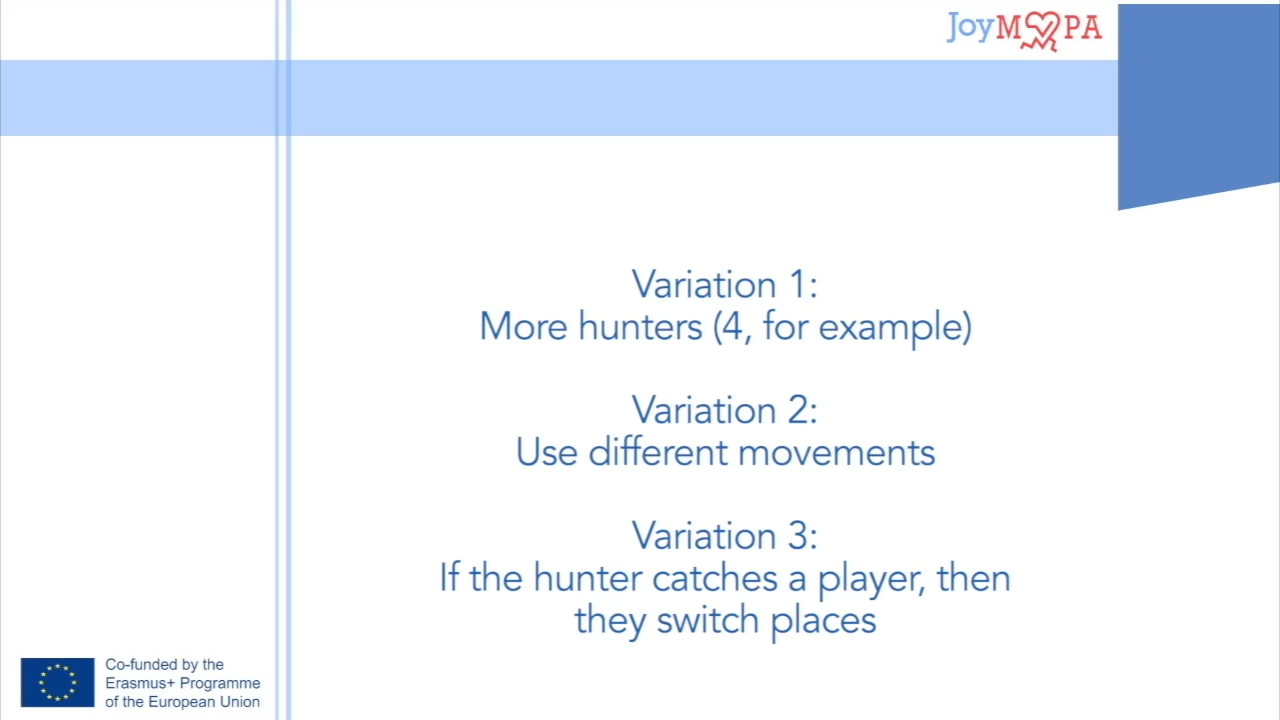 JoyMOPA
Variation 1:
More hunters (4, for example)
Variation 2:
Use different movements
Variation 3:
If the hunter catches a player, then
they switch places
Co-funded by the
Erasmus+ Programme
of the European Union